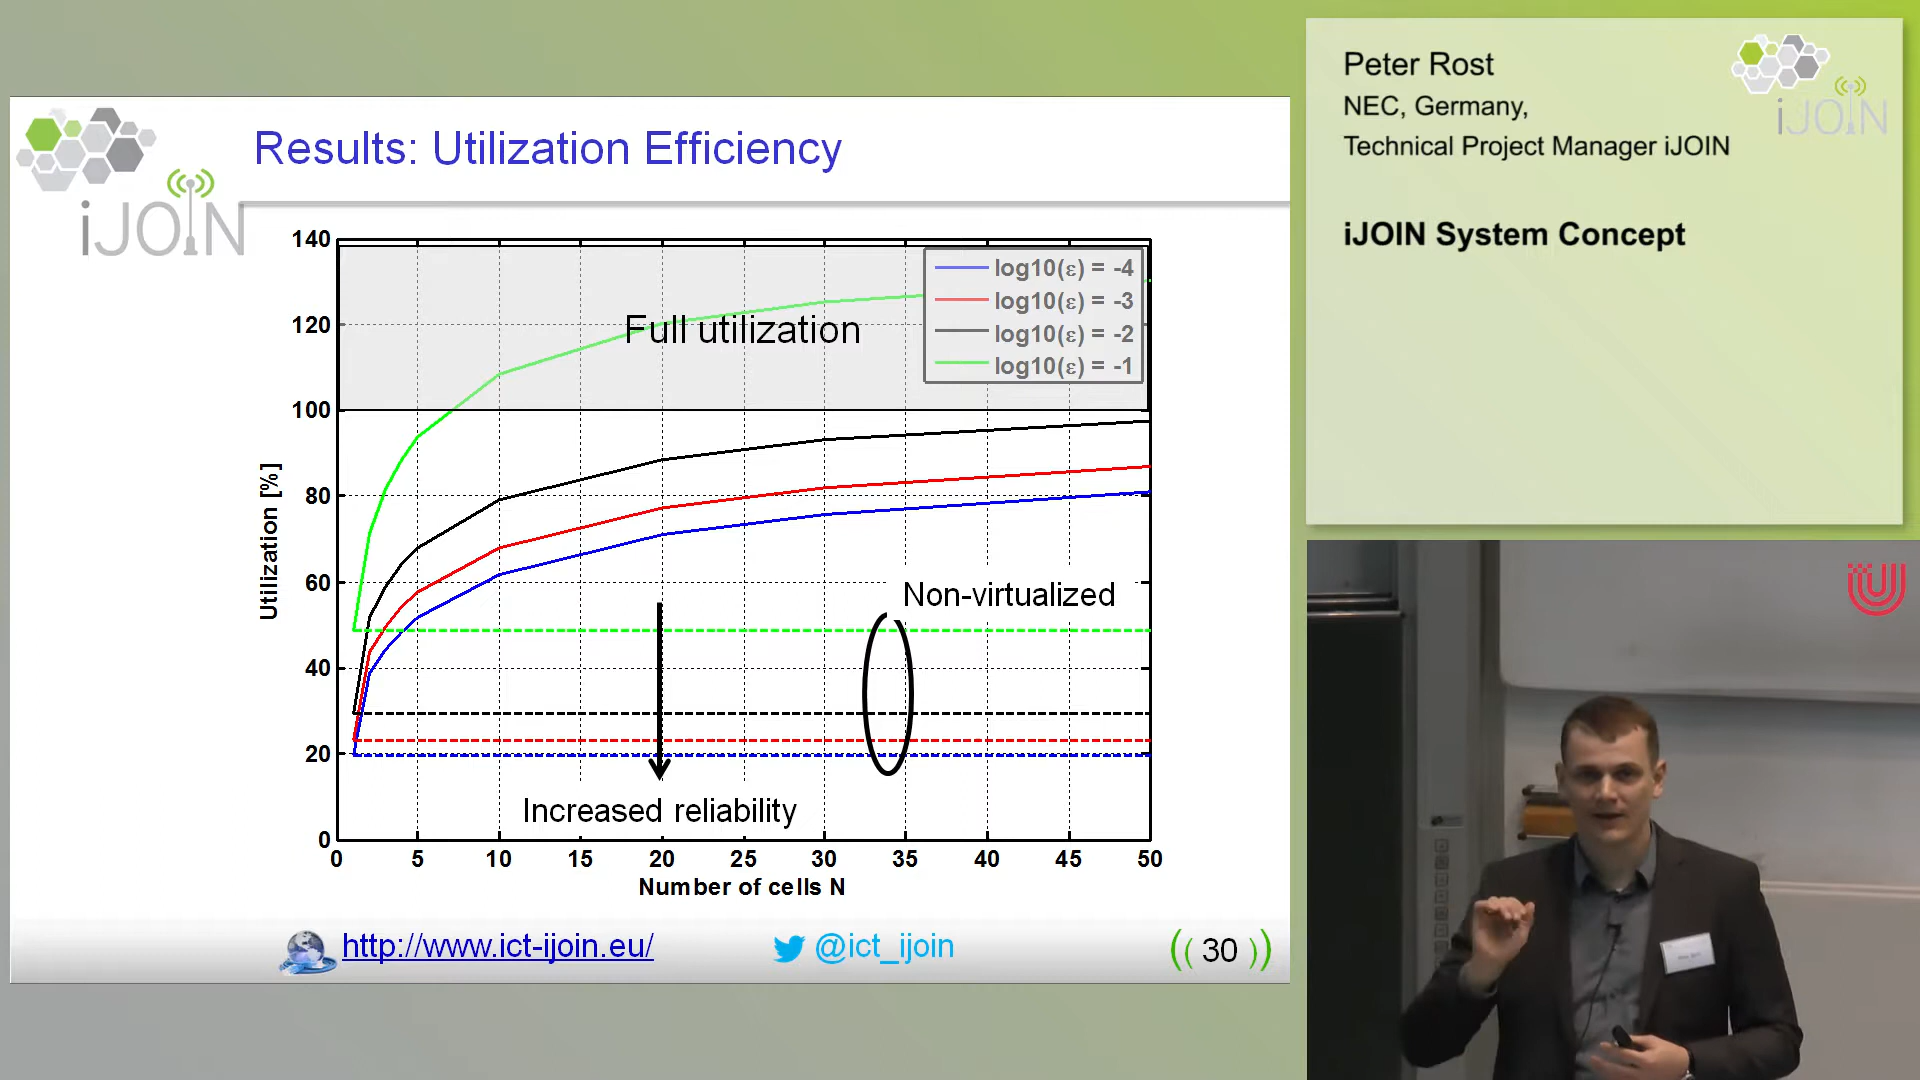 iJOIN
Results: Utilization Efficiency
140
120
100
80
60
40
20
0
Utilization [%]
Full utilization
log10(ε) = -4
log10(ε) = -3
log10(ε) = -2
log10(ε) = -1
Non-virtualized
Increased reliability
0 5 10 15 20 25 30 35 40 45 50
Number of cells N
http://www.ict-ijoin.eu/
@ict_ijoin
((30))
Peter Rost
NEC, Germany,
Technical Project Manager iJOIN
iJOIN System Concept
iJOIN